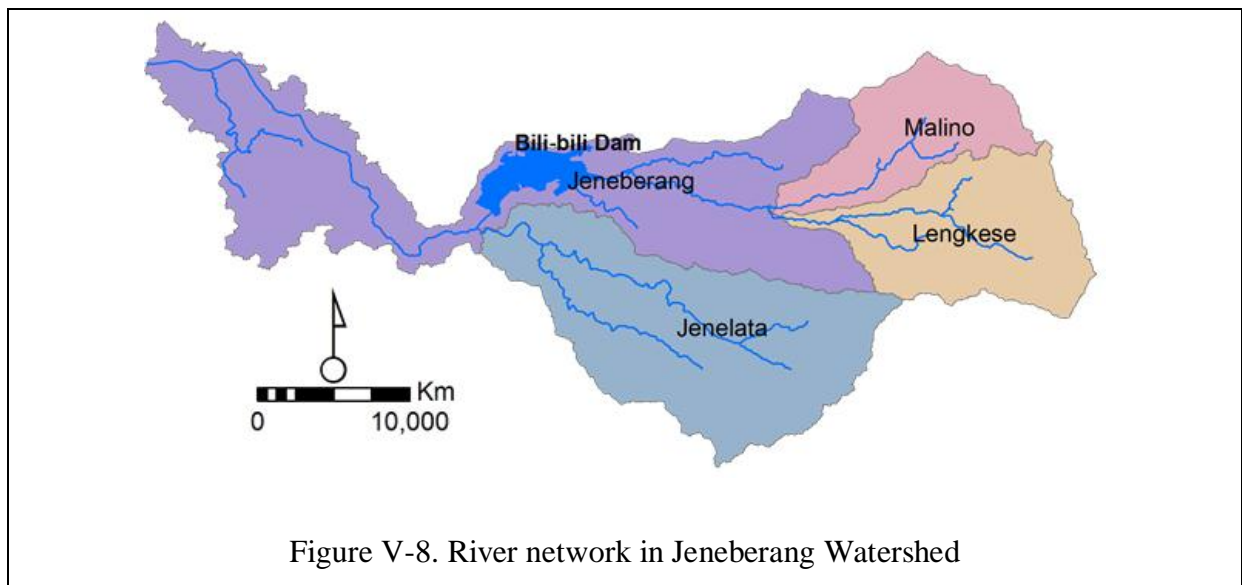 Malino
Bili-bili Dam
Jeneberang
Lengkese
Jenelata
Km
0 10,000
Figure V-8. River network in Jeneberang Watershed